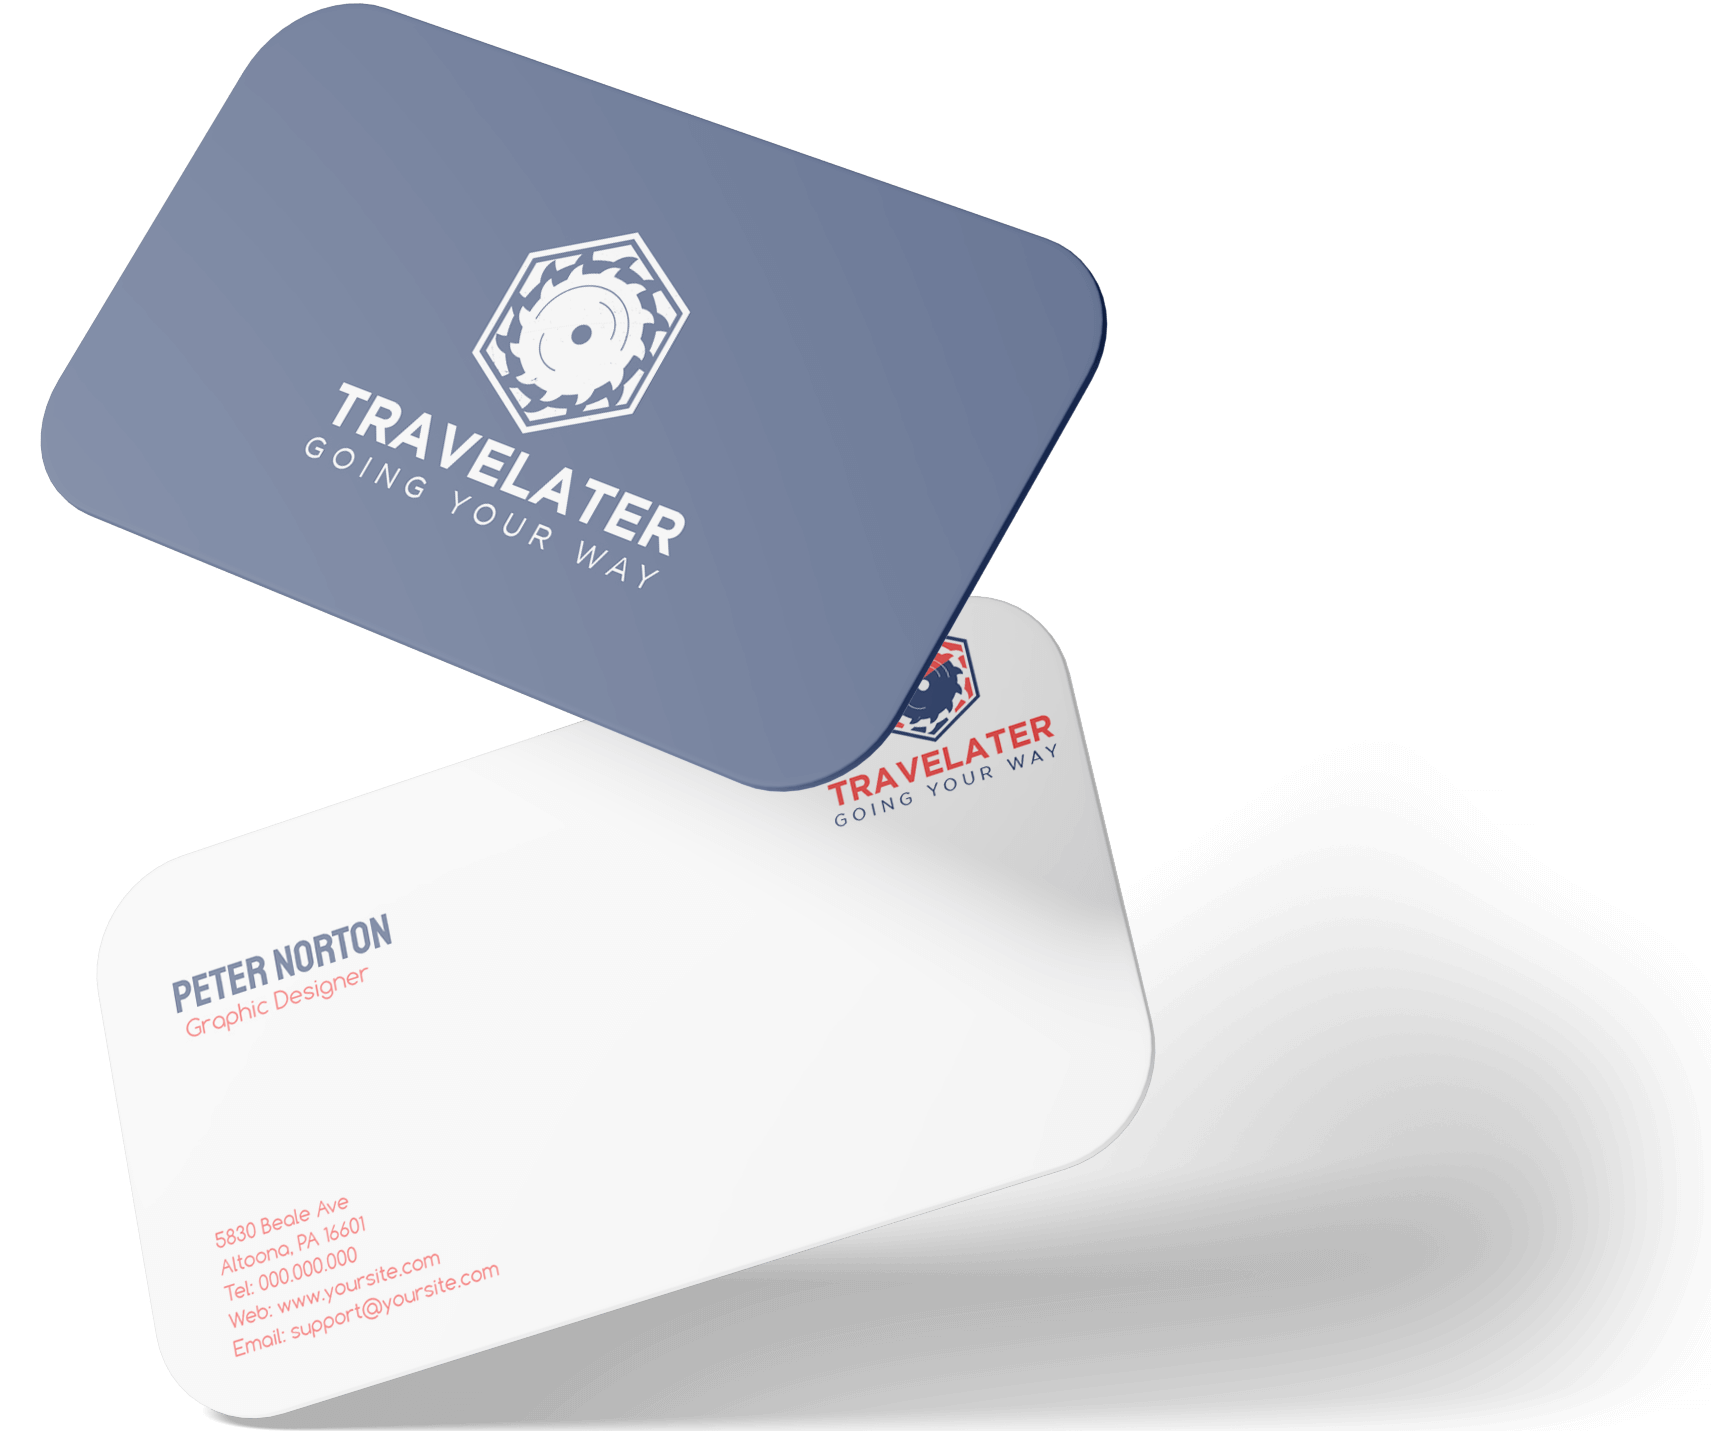 TRAVELATER
GOING YOUR WAY
TRAVELATER
GOING YOUR WAY
PETER NORTON
Graphic Designer
5830 Beale Ave
Altoona, PA 16601
Tel: 000.000.000
Web: www.yoursite.com
Email: support@yoursite.com